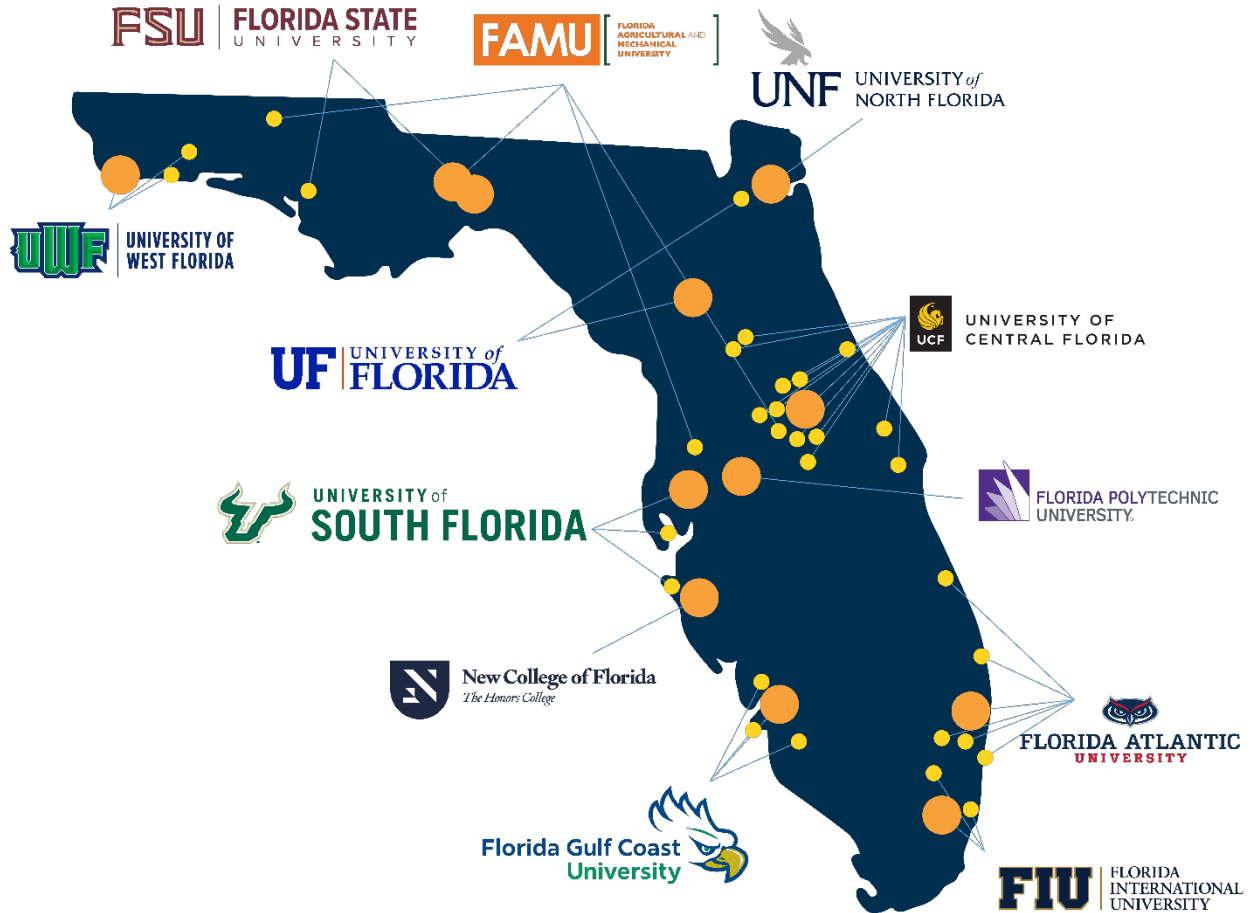 FSU
FLORIDA STATE
UNIVERSITY
FAMU
FLORIDA
AGRICULTURAL AND
MECHANICAL
UNIVERSITY
UNF
UNIVERSITY of
NORTH FLORIDA
UWF
UNIVERSITY OF
WEST FLORIDA
UCF
UNIVERSITY OF
CENTRAL FLORIDA
UF
UNIVERSITY of
FLORIDA
UNIVERSITY of
SOUTH FLORIDA
FLORIDA POLYTECHNIC
UNIVERSITY
New College of Florida
The Honors College
FLORIDA ATLANTIC
UNIVERSITY
Florida Gulf Coast
University
FIU
FLORIDA
INTERNATIONAL
UNIVERSITY